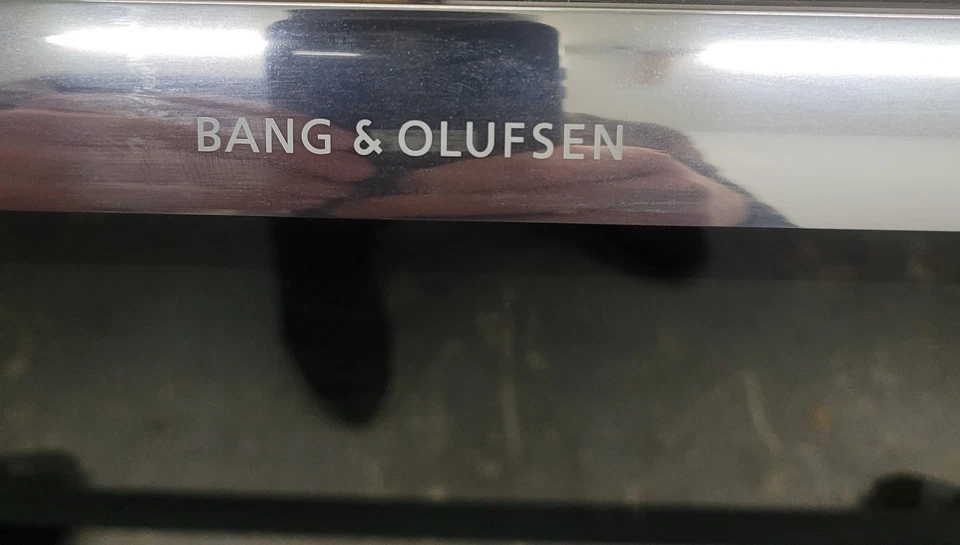 BANG & OLUFSEN